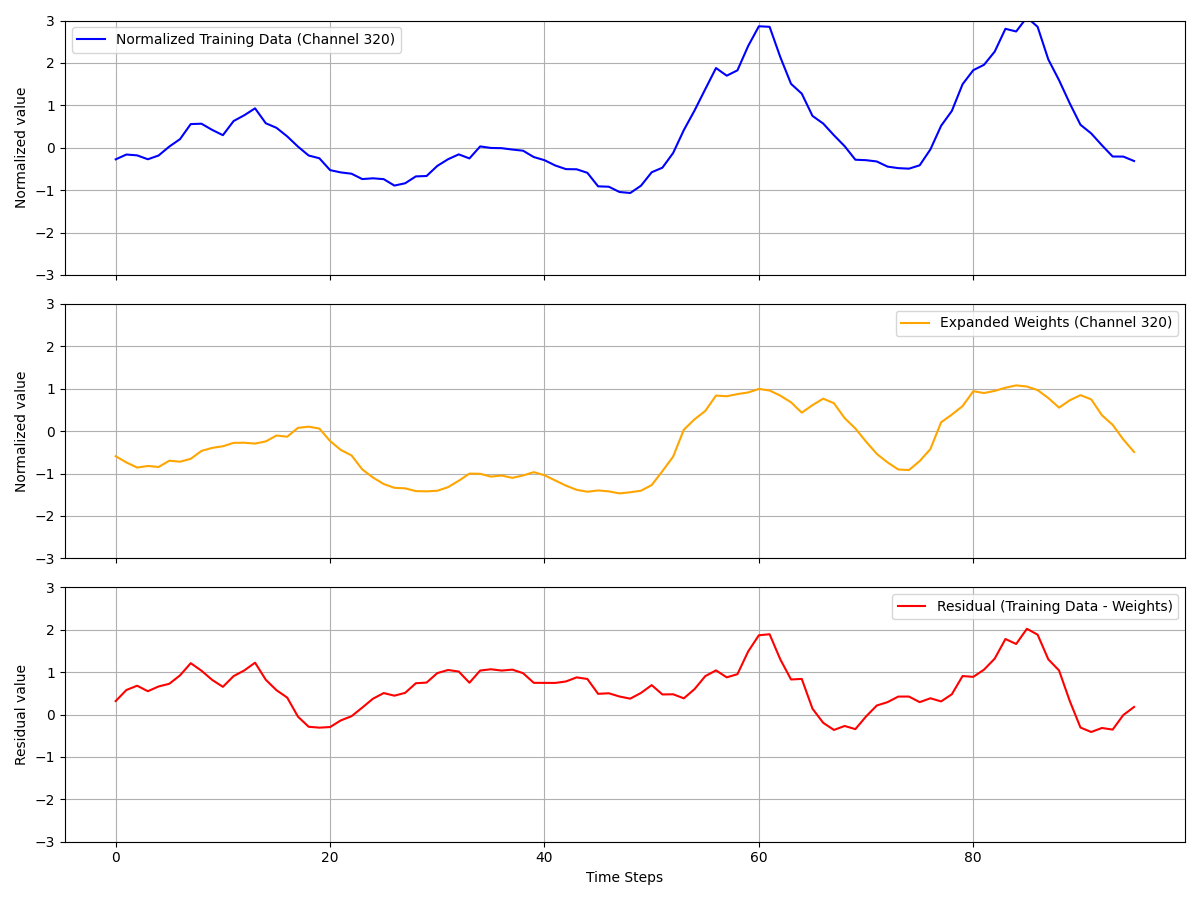 Normalized value
3
2
1
0
−1
−2
−3
Normalized Training Data (Channel 320)
Normalized value
3
2
1
0
−1
−2
−3
Expanded Weights (Channel 320)
Residual value
3
2
1
0
−1
−2
−3
Residual (Training Data - Weights)
0 20 40 60 80
Time Steps